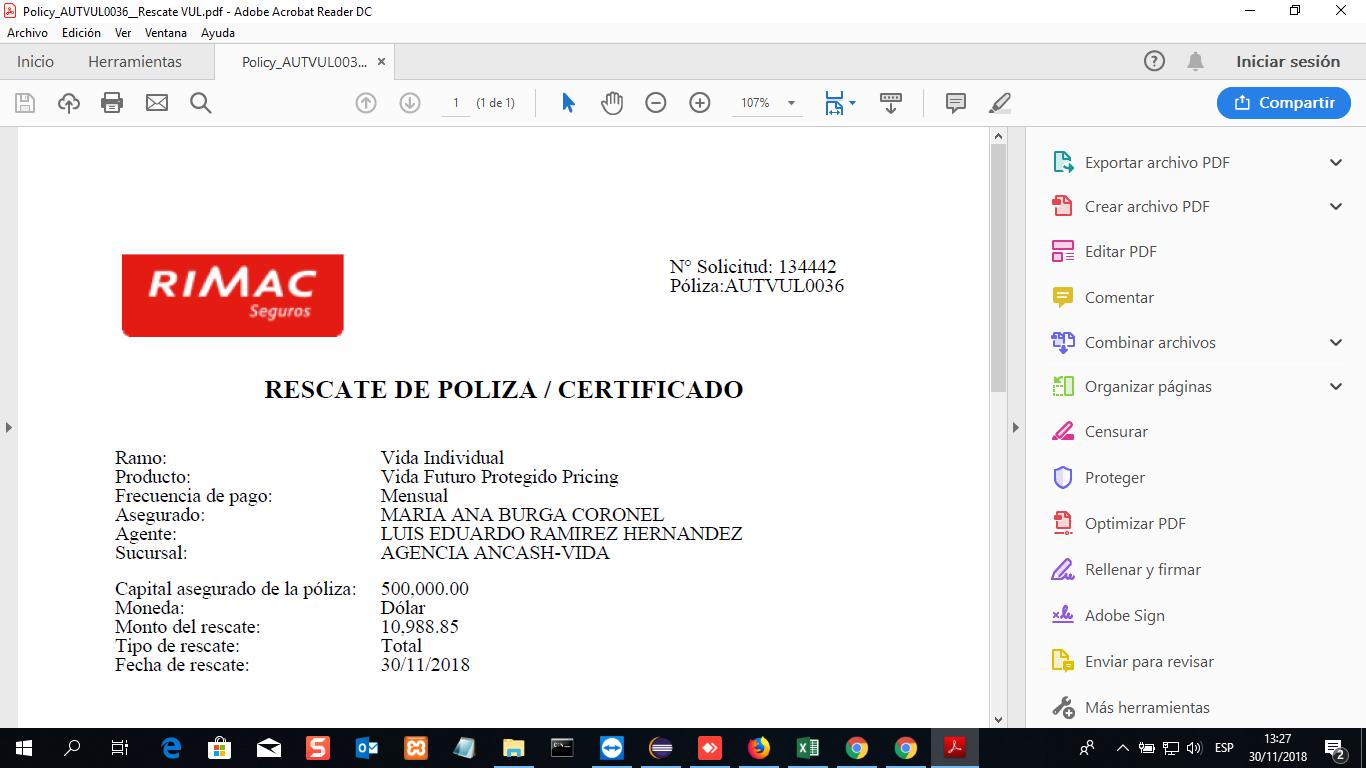 Policy_AUTVUL0036__Rescate VUL.pdf - Adobe Acrobat Reader DC
Archivo Edición Ver Ventana Ayuda
Inicio Herramientas Policy_AUTVUL003... × Iniciar sesión
1 (1 de 1) 107% Compartir
RIMAC
Seguros
N° Solicitud: 134442
Póliza:AUTVUL0036
RESCATE DE POLIZA / CERTIFICADO
Ramo: Vida Individual
Producto: Vida Futuro Protegido Pricing
Frecuencia de pago: Mensual
Asegurado: MARIA ANA BURGA CORONEL
Agente: LUIS EDUARDO RAMIREZ HERNANDEZ
Sucursal: AGENCIA ANCASH-VIDA
Capital asegurado de la póliza: 500,000.00
Moneda: Dólar
Monto del rescate: 10,988.85
Tipo de rescate: Total
Fecha de rescate: 30/11/2018
Exportar archivo PDF
Crear archivo PDF
Editar PDF
Comentar
Combinar archivos
Organizar páginas
Censurar
Proteger
Optimizar PDF
Rellenar y firmar
Adobe Sign
Enviar para revisar
Más herramientas
ESP
13:27
30/11/2018
2